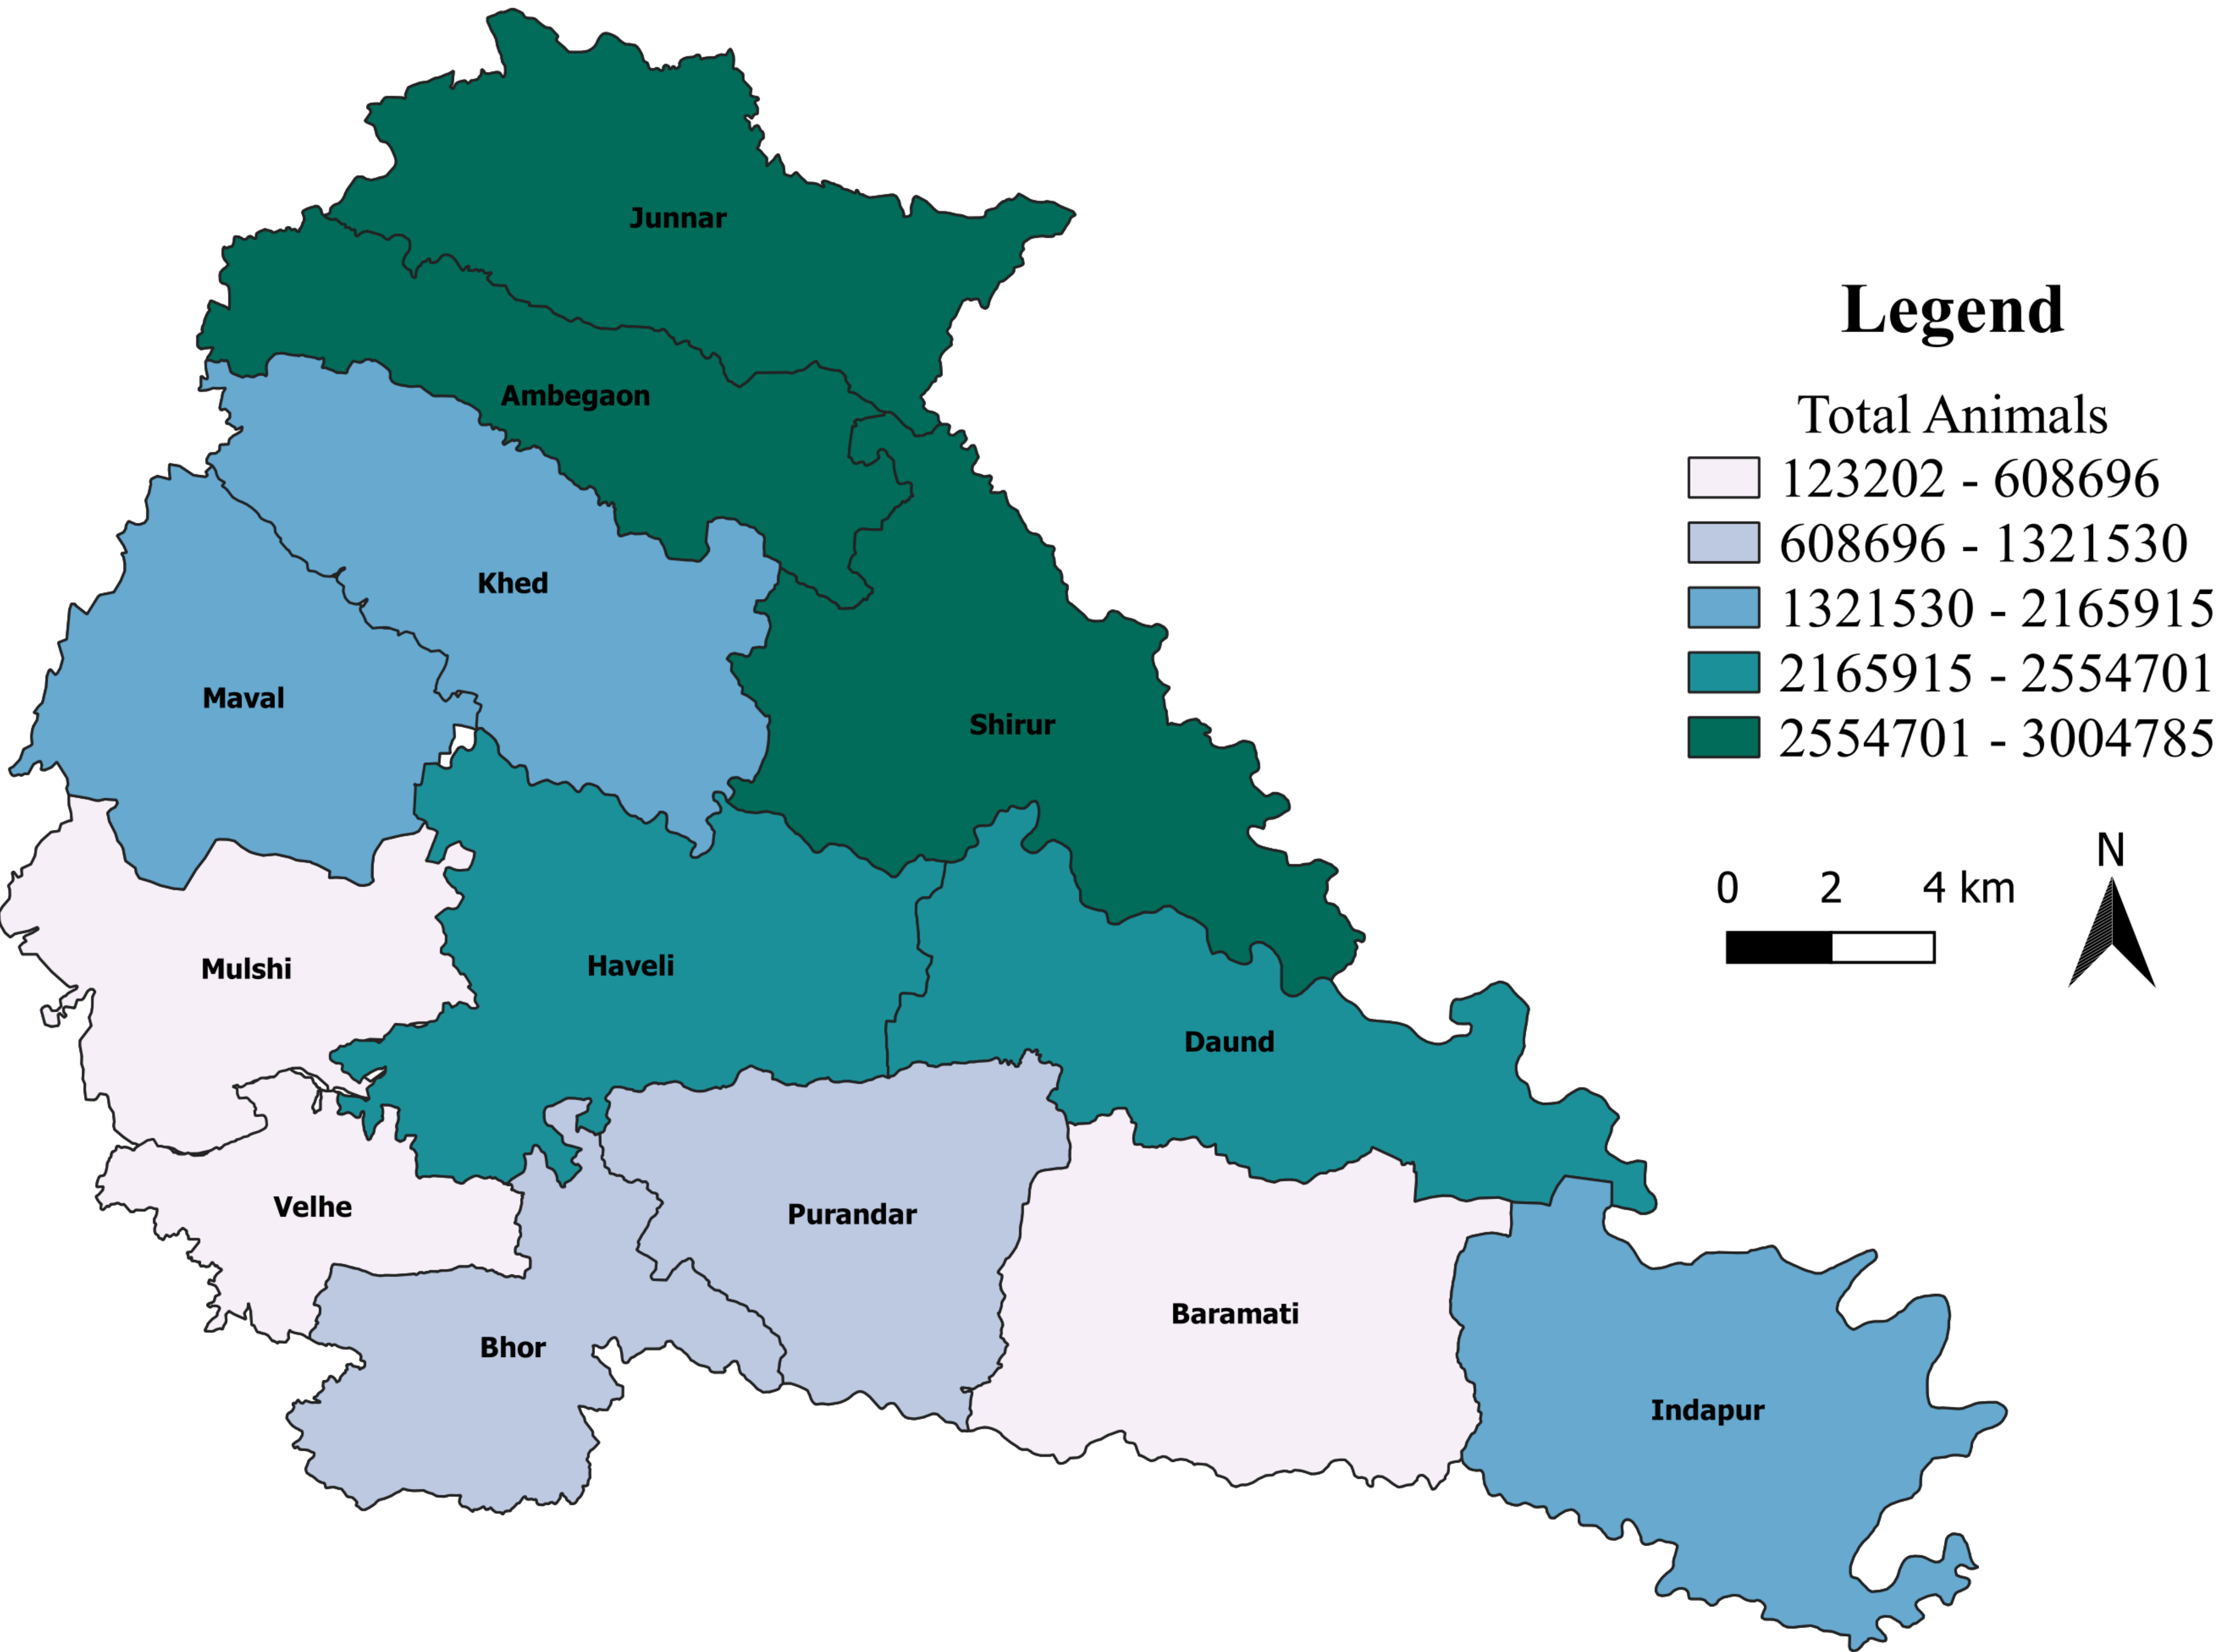 Junnar
Ambegaon
Khed
Maval
Shirur
Mulshi
Haveli
Daund
Velhe
Purandar
Bhor
Baramati
Indapur
Legend
Total Animals
123202 - 608696
608696 - 1321530
1321530 - 2165915
2165915 - 2554701
2554701 - 3004785
0 2 4 km
N